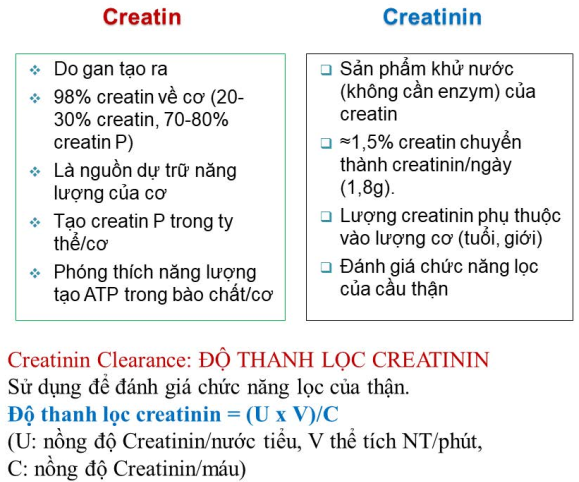 Creatin
Do gan tạo ra
98% creatin về cơ (20-
30% creatin, 70-80%
creatin P)
Là nguồn dự trữ năng
lượng của cơ
Tạo creatin P trong ty
thể/cơ
Phóng thích năng lượng
tạo ATP trong bào chất/cơ
Creatinin
Sản phẩm khử nước
(không cần enzym) của
creatin
≈1,5% creatin chuyển
thành creatinin/ngày
(1,8g).
Lượng creatinin phụ thuộc
vào lượng cơ (tuổi, giới)
Đánh giá chức năng lọc
của cầu thận
Creatinin Clearance: ĐỘ THANH LỌC CREATININ
Sử dụng để đánh giá chức năng lọc của thận.
Độ thanh lọc creatinin = (U x V)/C
(U: nồng độ Creatinin/nước tiểu, V thể tích NT/phút,
C: nồng độ Creatinin/máu)